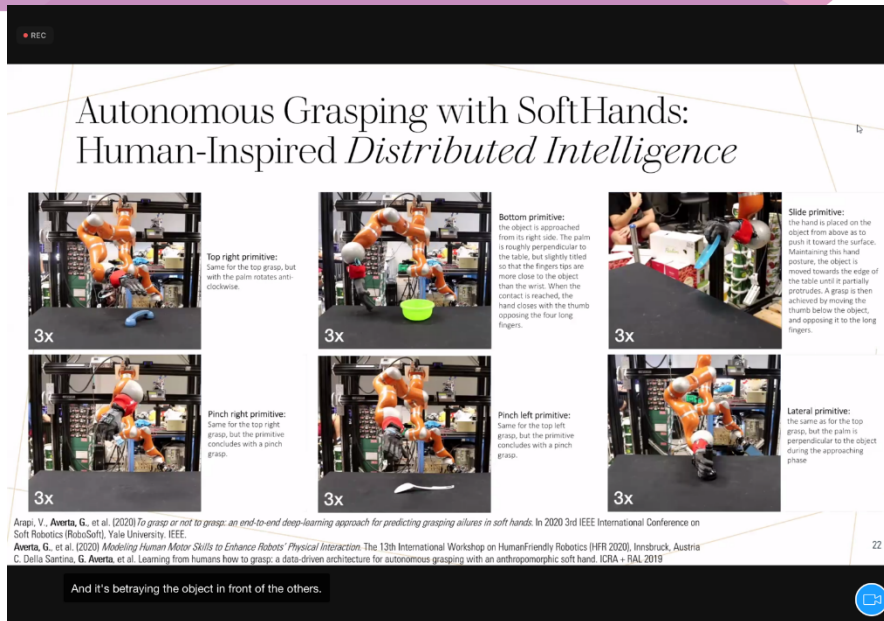 REC
Autonomous Grasping with SoftHands:
Human-Inspired Distributed Intelligence
3x
Top right primitive:
Same for the top grasp, but
with the palm rotates anti-
clockwise.
3x
Bottom primitive:
the object is approached
from its right side. The palm
is roughly perpendicular to
the table, but slightly titled
so that the fingers tips are
more close to the object
than the wrist. When the
contact is reached, the
hand closes with the thumb
opposing the four long
fingers.
3x
Slide primitive:
the hand is placed on the
object from above as to
push it toward the surface.
Maintaining this hand
posture, the object is
moved towards the edge of
the table until it partially
protrudes. A grasp is then
achieved by moving the
thumb below the object,
and opposing it to the long
fingers.
3x
Pinch right primitive:
Same for the top right
grasp, but the primitive
concludes with a pinch
grasp.
3x
Pinch left primitive:
Same for the top left
grasp, but the primitive
concludes with a pinch
grasp.
3x
Lateral primitive:
the same as for the top
grasp, but the palm is
perpendicular to the object
during the approaching
phase
Arapi, V., Averta, G., et al. (2020) To grasp or not to grasp: an end-to-end deep-learning approach for predicting grasping ailures in soft hands. In 2020 3rd IEEE International Conference on
Soft Robotics (RoboSoft), Yale University. IEEE.
Averta, G., et al. (2020) Modeling Human Motor Skills to Enhance Robots' Physical Interaction. The 13th International Workshop on HumanFriendly Robotics (HFR 2020), Innsbruck, Austria
C. Della Santina, G. Averta, et al. Learning from humans how to grasp: a data-driven architecture for autonomous grasping with an anthropomorphic soft hand. ICRA + RAL 2019
22
And it's betraying the object in front of the others.